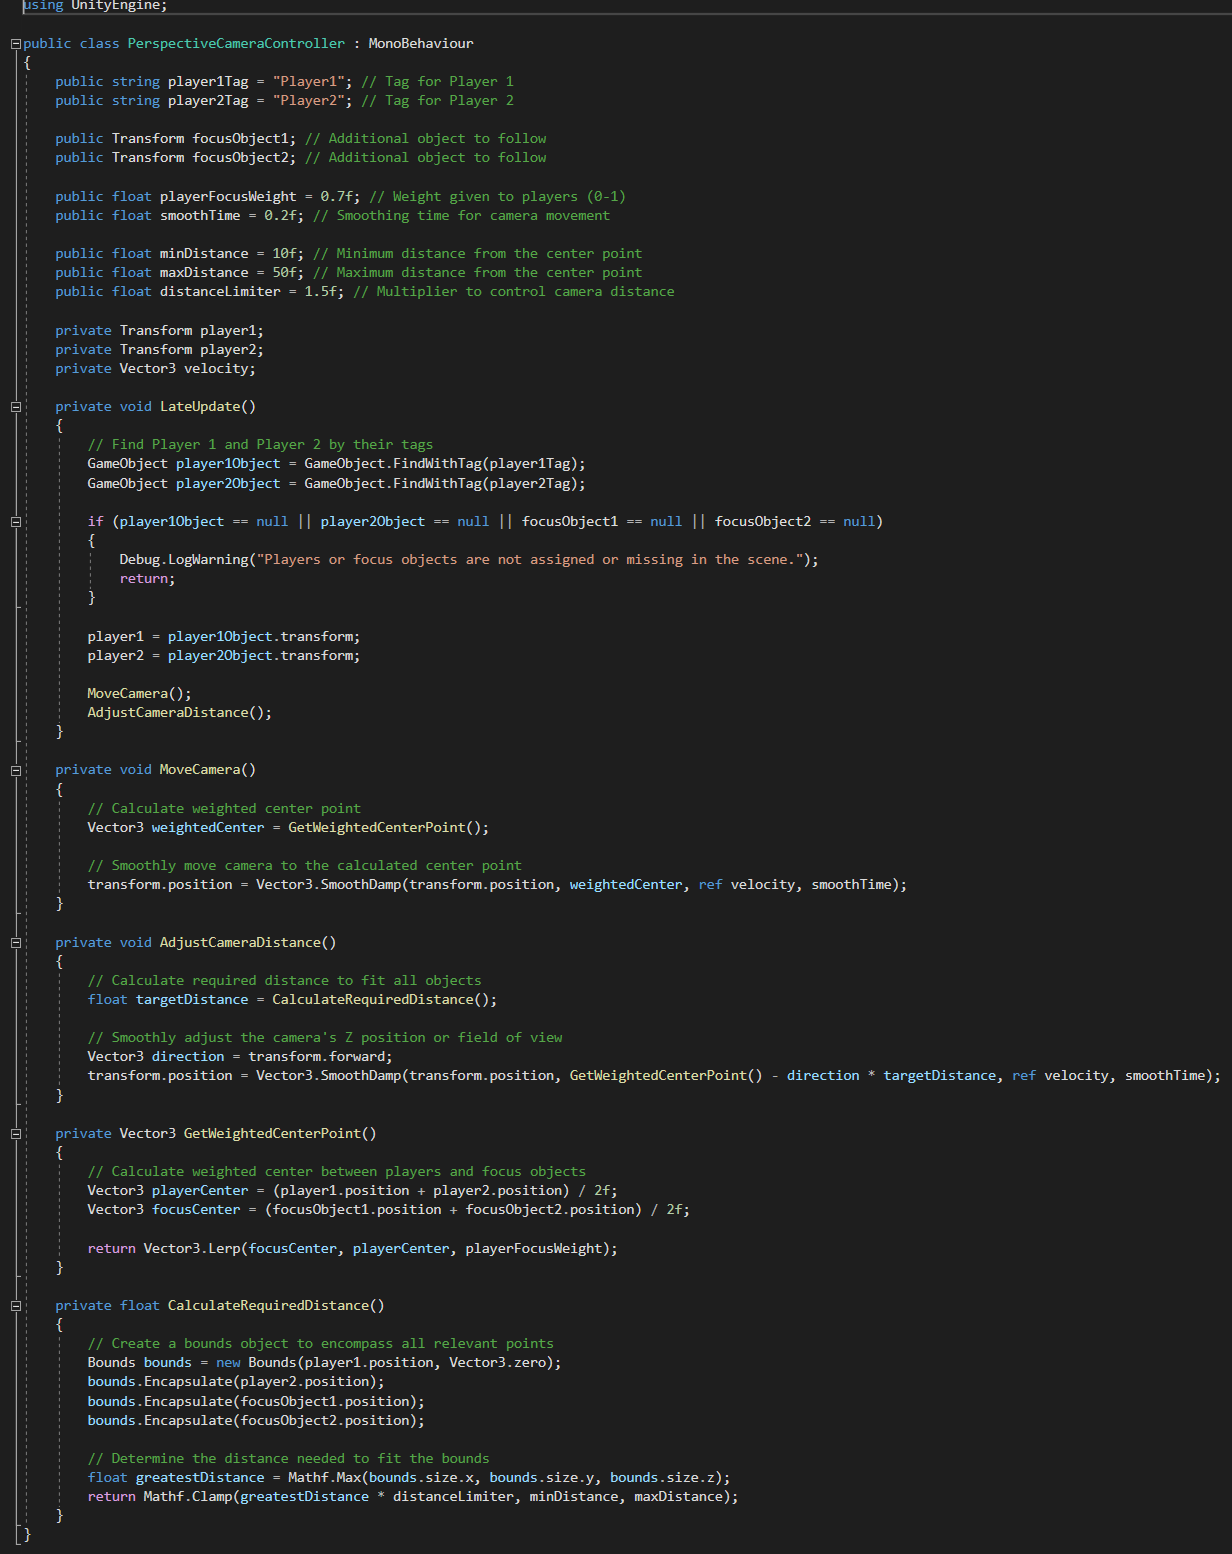 using UnityEngine;
public class PerspectiveCameraController : MonoBehaviour
{
public string player1Tag = "Player1"; // Tag for Player 1
public string player2Tag = "Player2"; // Tag for Player 2
public Transform focusObject1; // Additional object to follow
public Transform focusObject2; // Additional object to follow
public float playerFocusWeight = 0.7f; // Weight given to players (0-1)
public float smoothTime = 0.2f; // Smoothing time for camera movement
public float minDistance = 10f; // Minimum distance from the center point
public float maxDistance = 50f; // Maximum distance from the center point
public float distanceLimiter = 1.5f; // Multiplier to control camera distance
private Transform player1;
private Transform player2;
private Vector3 velocity;
private void LateUpdate()
{
// Find Player 1 and Player 2 by their tags
GameObject player1Object = GameObject.FindWithTag(player1Tag);
GameObject player2Object = GameObject.FindWithTag(player2Tag);
if (player1Object == null || player2Object == null || focusObject1 == null || focusObject2 == null)
{
Debug.LogWarning("Players or focus objects are not assigned or missing in the scene.");
return;
}
player1 = player1Object.transform;
player2 = player2Object.transform;
MoveCamera();
AdjustCameraDistance();
}
private void MoveCamera()
{
// Calculate weighted center point
Vector3 weightedCenter = GetWeightedCenterPoint();
// Smoothly move camera to the calculated center point
transform.position = Vector3.SmoothDamp(transform.position, weightedCenter, ref velocity, smoothTime);
}
private void AdjustCameraDistance()
{
// Calculate required distance to fit all objects
float targetDistance = CalculateRequiredDistance();
// Smoothly adjust the camera's Z position or field of view
Vector3 direction = transform.forward;
transform.position = Vector3.SmoothDamp(transform.position, GetWeightedCenterPoint() - direction * targetDistance, ref velocity, smoothTime);
}
private Vector3 GetWeightedCenterPoint()
{
// Calculate weighted center between players and focus objects
Vector3 playerCenter = (player1.position + player2.position) / 2f;
Vector3 focusCenter = (focusObject1.position + focusObject2.position) / 2f;
return Vector3.Lerp(focusCenter, playerCenter, playerFocusWeight);
}
private float CalculateRequiredDistance()
{
// Create a bounds object to encompass all relevant points
Bounds bounds = new Bounds(player1.position, Vector3.zero);
bounds.Encapsulate(player2.position);
bounds.Encapsulate(focusObject1.position);
bounds.Encapsulate(focusObject2.position);
// Determine the distance needed to fit the bounds
float greatestDistance = Mathf.Max(bounds.size.x, bounds.size.y, bounds.size.z);
return Mathf.Clamp(greatestDistance * distanceLimiter, minDistance, maxDistance);
}
}